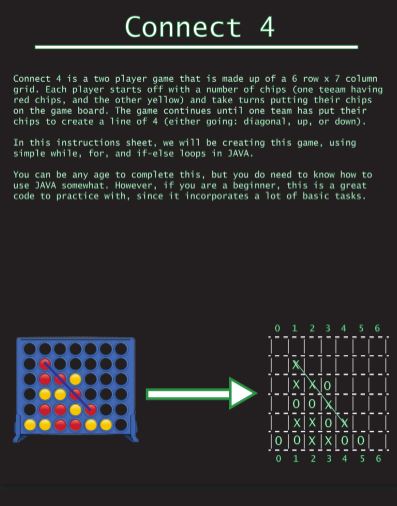 Connect 4
Connect 4 is a two player game that is made up of a 6 row x 7 column
grid. Each player starts off with a number of chips (one teeam having
red chips, and the other yellow) and take turns putting their chips
on the game board. The game continues until one team has put their
chips to create a line of 4 (either going: diagonal, up, or down).
In this instructions sheet, we will be creating this game, using
simple while, for, and if-else loops in JAVA.
You can be any age to complete this, but you do need to know how to
use JAVA somewhat. However, if you are a beginner, this is a great
code to practice with, since it incorporates a lot of basic tasks.
0 1 2 3 4 5 6
X
X X O
O O X
X X O X
O O X X O O
0 1 2 3 4 5 6